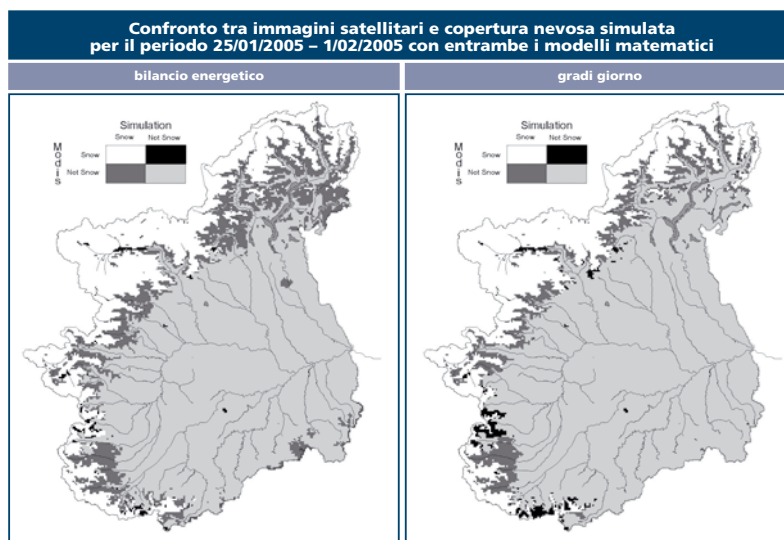 Confronto tra immagini satellitari e copertura nevosa simulata
per il periodo 25/01/2005 – 1/02/2005 con entrambe i modelli matematici
bilancio energetico
gradi giorno
Simulation
Snow Not Snow
Modis
Snow
Not Snow
Simulation
Snow Not Snow
Modis
Snow
Not Snow